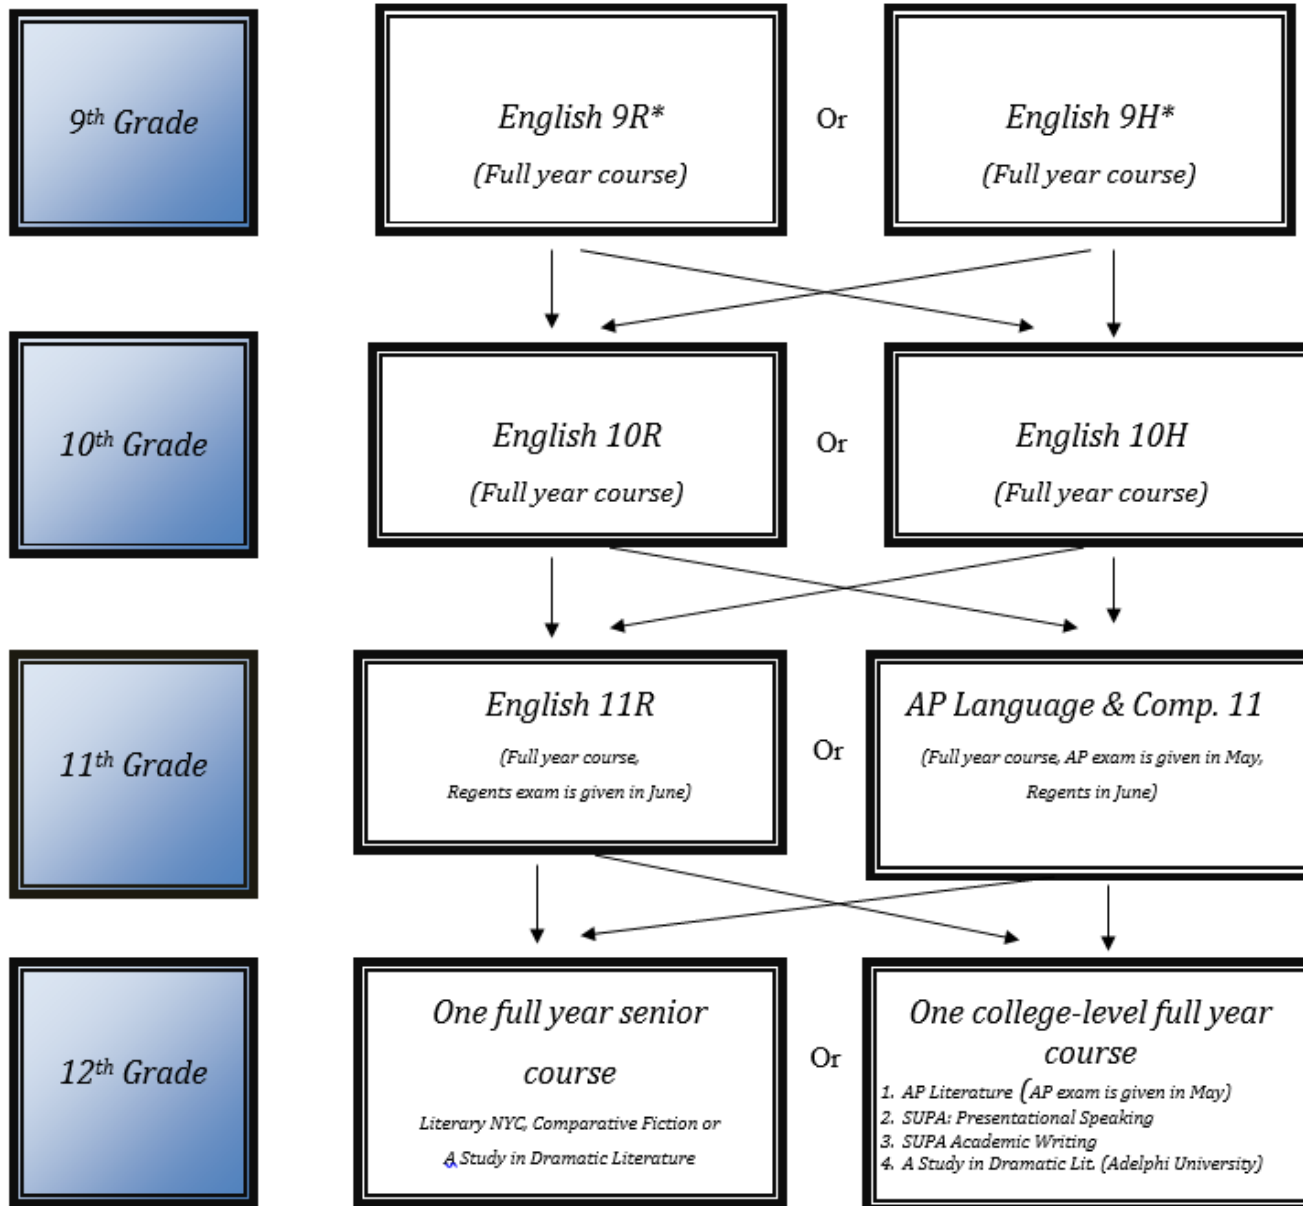 9th Grade
English 9R*
(Full year course)
Or
English 9H*
(Full year course)
10th Grade
English 10R
(Full year course)
Or
English 10H
(Full year course)
11th Grade
English 11R
(Full year course,
Regents exam is given in June)
Or
AP Language & Comp. 11
(Full year course, AP exam is given in May,
Regents in June)
12th Grade
One full year senior
course
Literary NYC, Comparative Fiction or
A Study in Dramatic Literature
Or
One college-level full year
course
1. AP Literature (AP exam is given in May)
2. SUPA: Presentational Speaking
3. SUPA Academic Writing
4. A Study in Dramatic Lit. (Adelphi University)